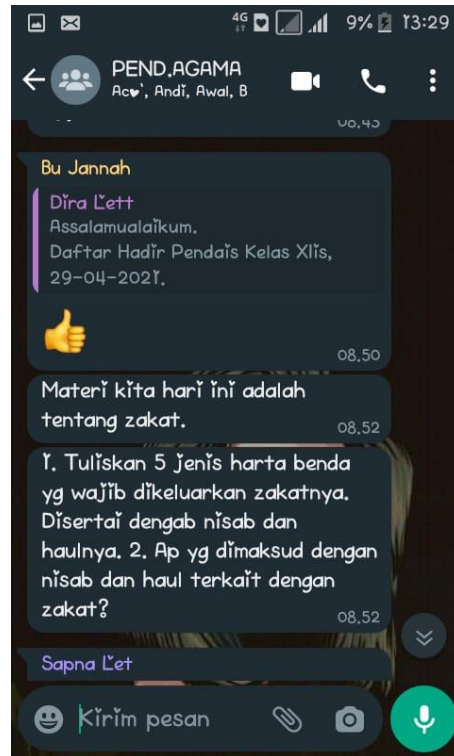 4G 9% 13:29
PEND.AGAMA
Ac♥', Andi, Awal, B
08.43
Bu Jannah
Dira Lett
Assalamualaikum.
Daftar Hadir Pendais Kelas XIis,
29-04-2021.
👍
08.50
Materi kita hari ini adalah
tentang zakat.
08.52
1. Tuliskan 5 jenis harta benda
yg wajib dikeluarkan zakatnya.
Disertai dengab nisab dan
haulnya. 2. Ap yg dimaksud dengan
nisab dan haul terkait dengan
zakat?
08.52
Sapna Let
Kirim pesan